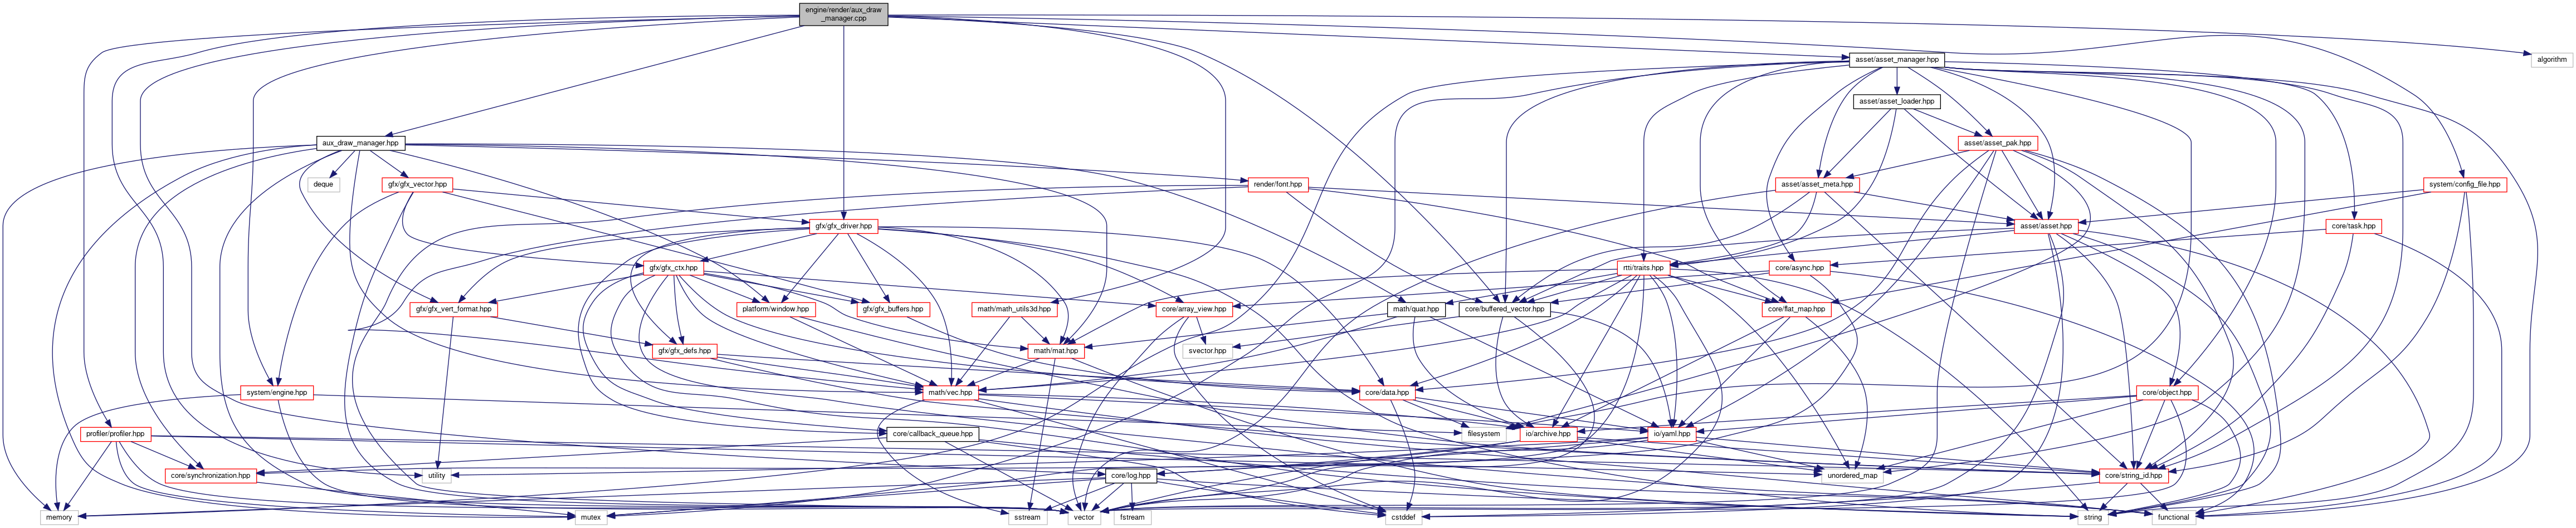 engine/render/aux_draw
_manager.cpp
asset/asset_manager.hpp
algorithm
asset/asset_loader.hpp
aux_draw_manager.hpp
asset/asset_pak.hpp
deque
gfx/gfx_vector.hpp
render/font.hpp
asset/asset_meta.hpp
system/config_file.hpp
gfx/gfx_driver.hpp
asset/asset.hpp
core/task.hpp
gfx/gfx_ctx.hpp
rtti/traits.hpp
core/async.hpp
gfx/gfx_vert_format.hpp
platform/window.hpp
gfx/gfx_buffers.hpp
math/math_utils3d.hpp
core/array_view.hpp
math/quat.hpp
core/buffered_vector.hpp
core/flat_map.hpp
gfx/gfx_defs.hpp
math/mat.hpp
svector.hpp
system/engine.hpp
math/vec.hpp
core/data.hpp
core/object.hpp
profiler/profiler.hpp
core/callback_queue.hpp
filesystem
io/archive.hpp
io/yaml.hpp
core/synchronization.hpp
utility
core/log.hpp
unordered_map
core/string_id.hpp
memory
mutex
sstream
vector
fstream
cstddef
string
functional